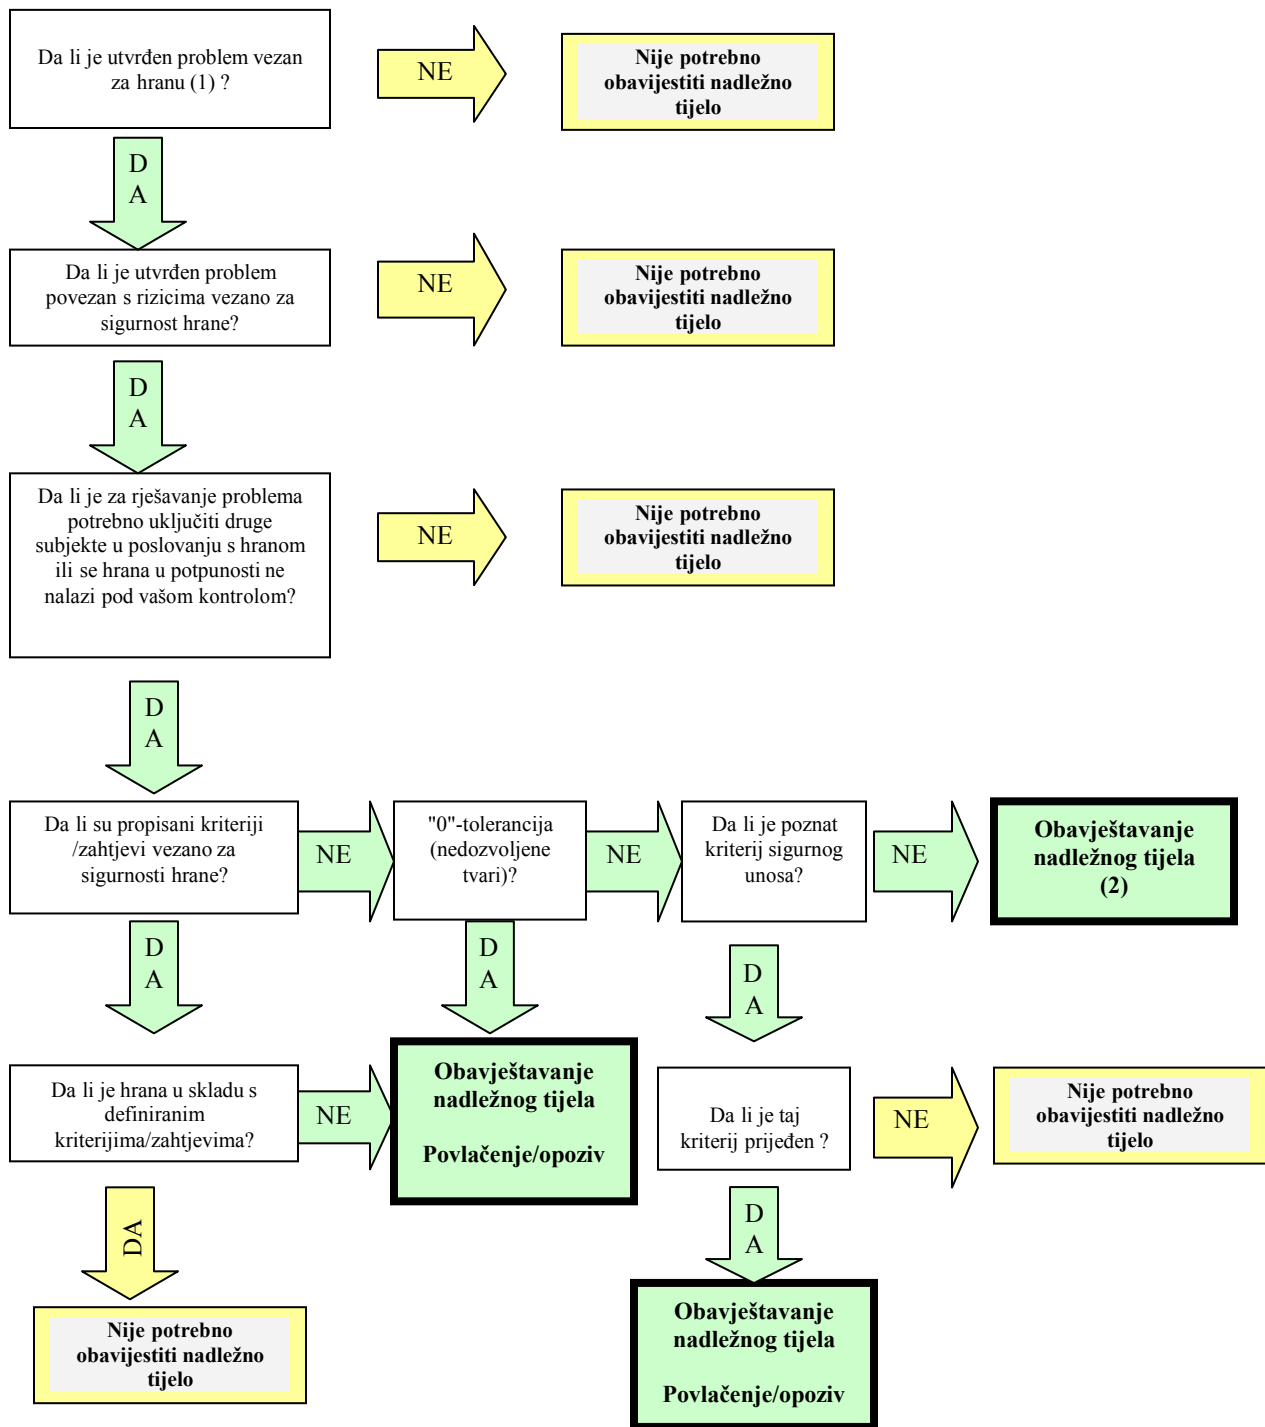 Da li je utvrđen problem vezan
za hranu (1) ?
NE
Nije potrebno
obavijestiti nadležno
tijelo
D
A
Da li je utvrđen problem
povezan s rizicima vezano za
sigurnost hrane?
NE
Nije potrebno
obavijestiti nadležno
tijelo
D
A
Da li je za rješavanje problema
potrebno uključiti druge
subjekte u poslovanju s hranom
ili se hrana u potpunosti ne
nalazi pod vašom kontrolom?
NE
Nije potrebno
obavijestiti nadležno
tijelo
D
A
Da li su propisani kriteriji
/zahtjevi vezano za
sigurnosti hrane?
NE
"0"-tolerancija
(nedozvoljene
tvari)?
NE
Da li je poznat
kriterij sigurnog
unosa?
NE
Obavještavanje
nadležnog tijela
(2)
D
A
D
A
D
A
Da li je hrana u skladu s
definiranim
kriterijima/zahtjevima?
NE
Obavještavanje
nadležnog tijela
Povlačenje/opoziv
Da li je taj
kriterij prijeđen ?
NE
Nije potrebno
obavijestiti nadležno
tijelo
DA
D
A
Nije potrebno
obavijestiti nadležno
tijelo
Obavještavanje
nadležnog tijela
Povlačenje/opoziv